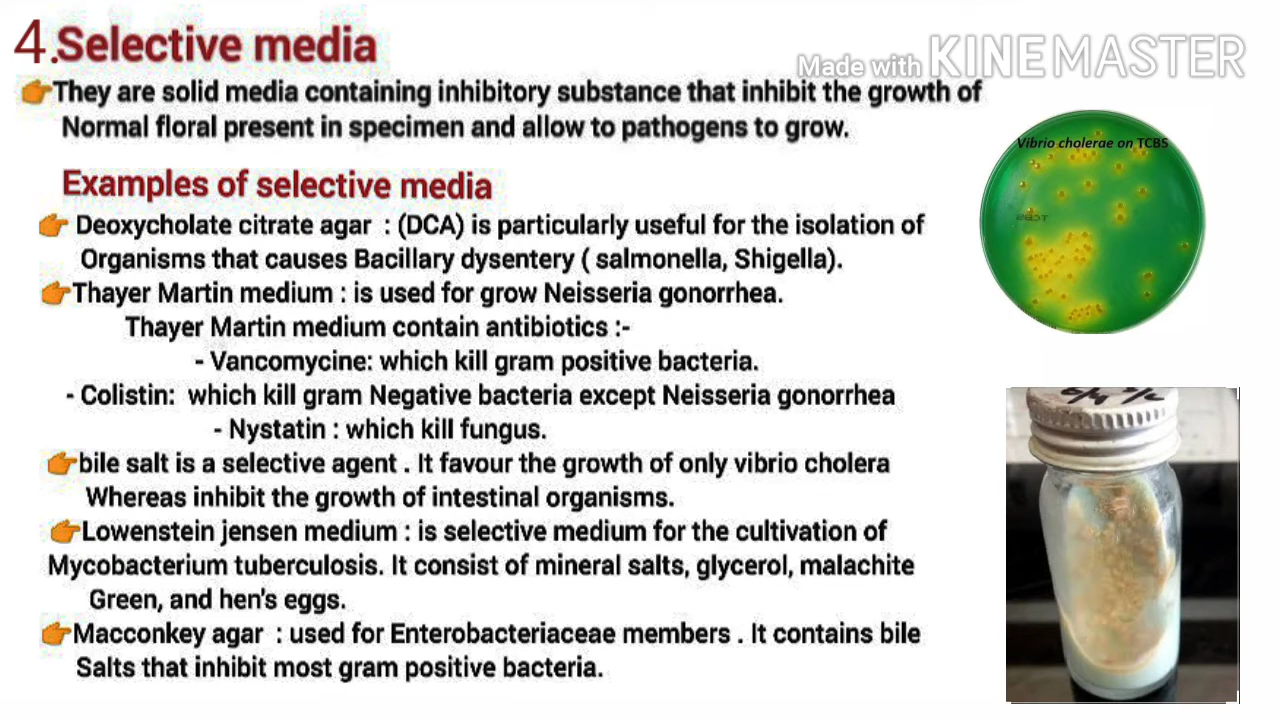 4.Selective media
Made with KINEMASTER
👉They are solid media containing inhibitory substance that inhibit the growth of
Normal floral present in specimen and allow to pathogens to grow.
Examples of selective media
👉 Deoxycholate citrate agar : (DCA) is particularly useful for the isolation of
Organisms that causes Bacillary dysentery ( salmonella, Shigella).
👉Thayer Martin medium : is used for grow Neisseria gonorrhea.
Thayer Martin medium contain antibiotics :-
- Vancomycine: which kill gram positive bacteria.
- Colistin: which kill gram Negative bacteria except Neisseria gonorrhea
- Nystatin : which kill fungus.
👉bile salt is a selective agent . It favour the growth of only vibrio cholera
Whereas inhibit the growth of intestinal organisms.
👉Lowenstein jensen medium : is selective medium for the cultivation of
Mycobacterium tuberculosis. It consist of mineral salts, glycerol, malachite
Green, and hen's eggs.
👉Macconkey agar : used for Enterobacteriaceae members . It contains bile
Salts that inhibit most gram positive bacteria.
Vibrio cholerae on TCBS